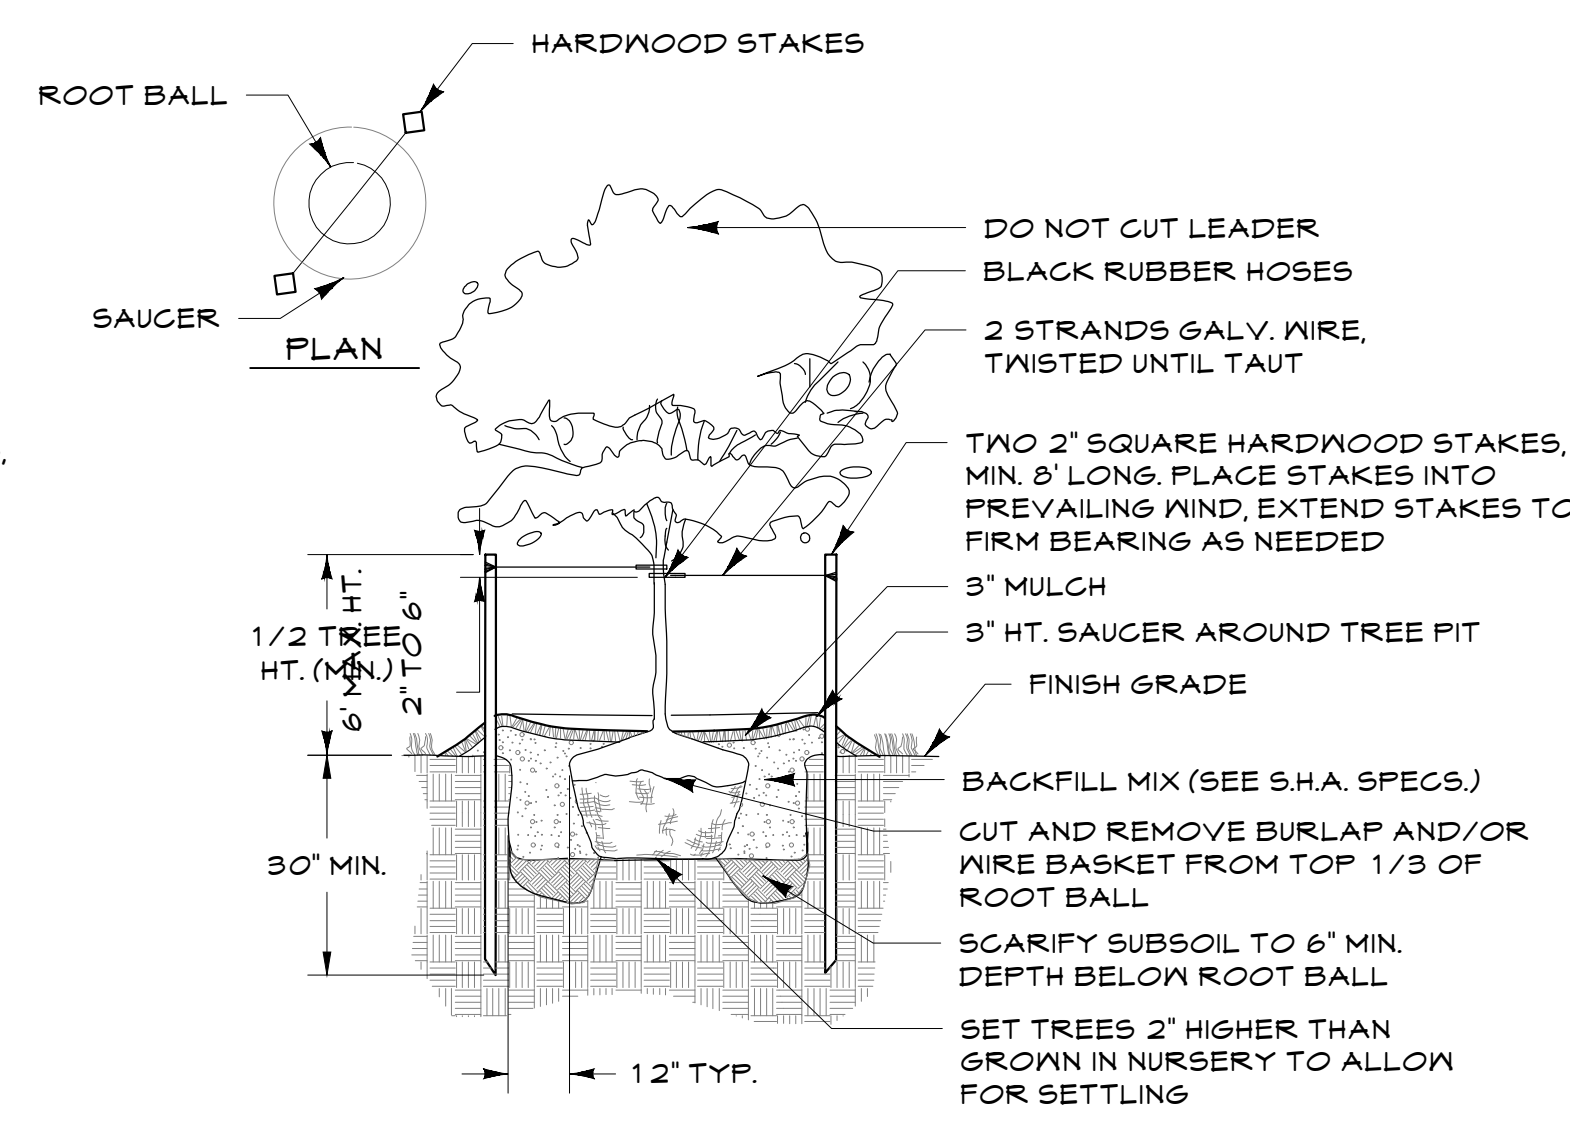 HARDWOOD STAKES
ROOT BALL
SAUCER
PLAN
DO NOT CUT LEADER
BLACK RUBBER HOSES
2 STRANDS GALV. WIRE,
TWISTED UNTIL TAUT
,
TWO 2" SQUARE HARDWOOD STAKES,
MIN. 8' LONG. PLACE STAKES INTO
PREVAILING WIND, EXTEND STAKES TO
FIRM BEARING AS NEEDED
1/2 TREE
HT. (MIN.)
6' MAX. HT.
2" TO 6"
3" MULCH
3" HT. SAUCER AROUND TREE PIT
FINISH GRADE
BACKFILL MIX (SEE S.H.A. SPECS.)
CUT AND REMOVE BURLAP AND/OR
WIRE BASKET FROM TOP 1/3 OF
ROOT BALL
30" MIN.
SCARIFY SUBSOIL TO 6" MIN.
DEPTH BELOW ROOT BALL
SET TREES 2" HIGHER THAN
GROWN IN NURSERY TO ALLOW
FOR SETTLING
12" TYP.